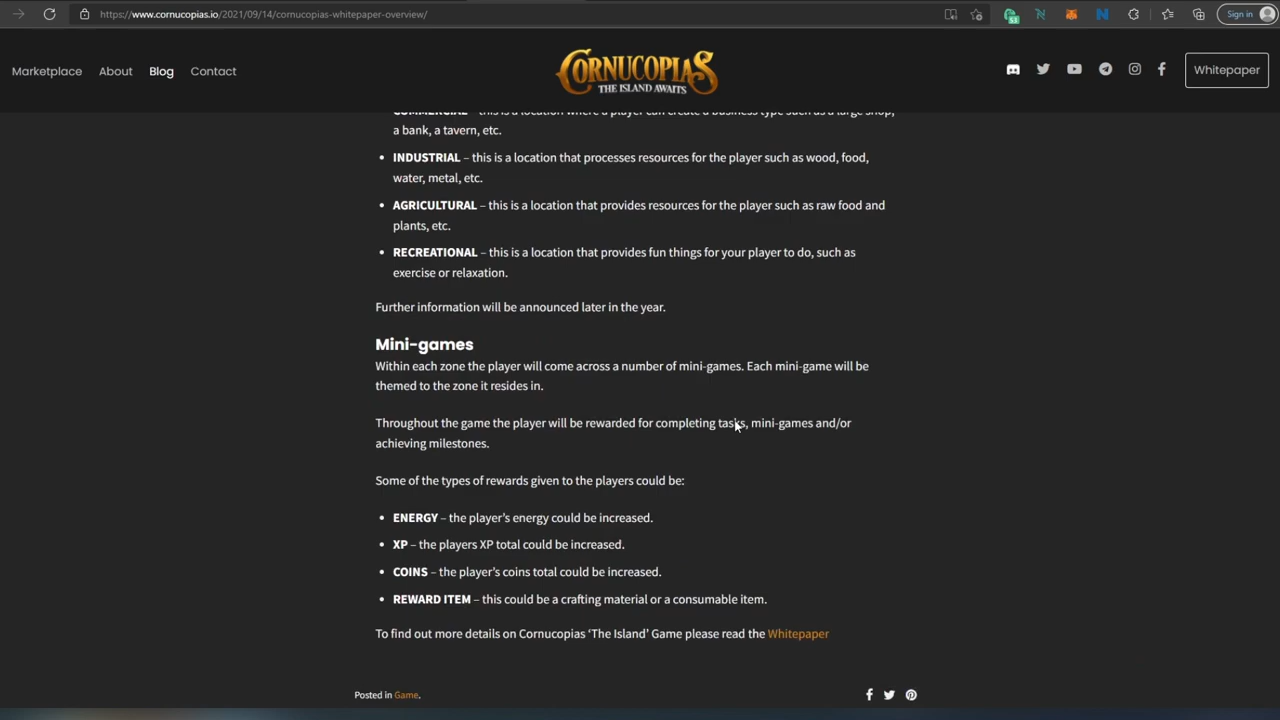 https://www.cornucopias.io/2021/09/14/cornucopias-whitepaper-overview/
Sign in
53
Marketplace
About
Blog
Contact
CORNUCOPIAS
THE ISLAND AWAITS
Whitepaper
COMMERCIAL – this is a location where a player can create a business type such as a large shop,
a bank, a tavern, etc.
• INDUSTRIAL – this is a location that processes resources for the player such as wood, food,
water, metal, etc.
• AGRICULTURAL – this is a location that provides resources for the player such as raw food and
plants, etc.
• RECREATIONAL – this is a location that provides fun things for your player to do, such as
exercise or relaxation.
Further information will be announced later in the year.
Mini-games
Within each zone the player will come across a number of mini-games. Each mini-game will be
themed to the zone it resides in.
Throughout the game the player will be rewarded for completing tasks, mini-games and/or
achieving milestones.
Some of the types of rewards given to the players could be:
• ENERGY – the player's energy could be increased.
• XP – the players XP total could be increased.
• COINS – the player's coins total could be increased.
• REWARD ITEM – this could be a crafting material or a consumable item.
To find out more details on Cornucopias ‘The Island’ Game please read the Whitepaper
Posted in Game.